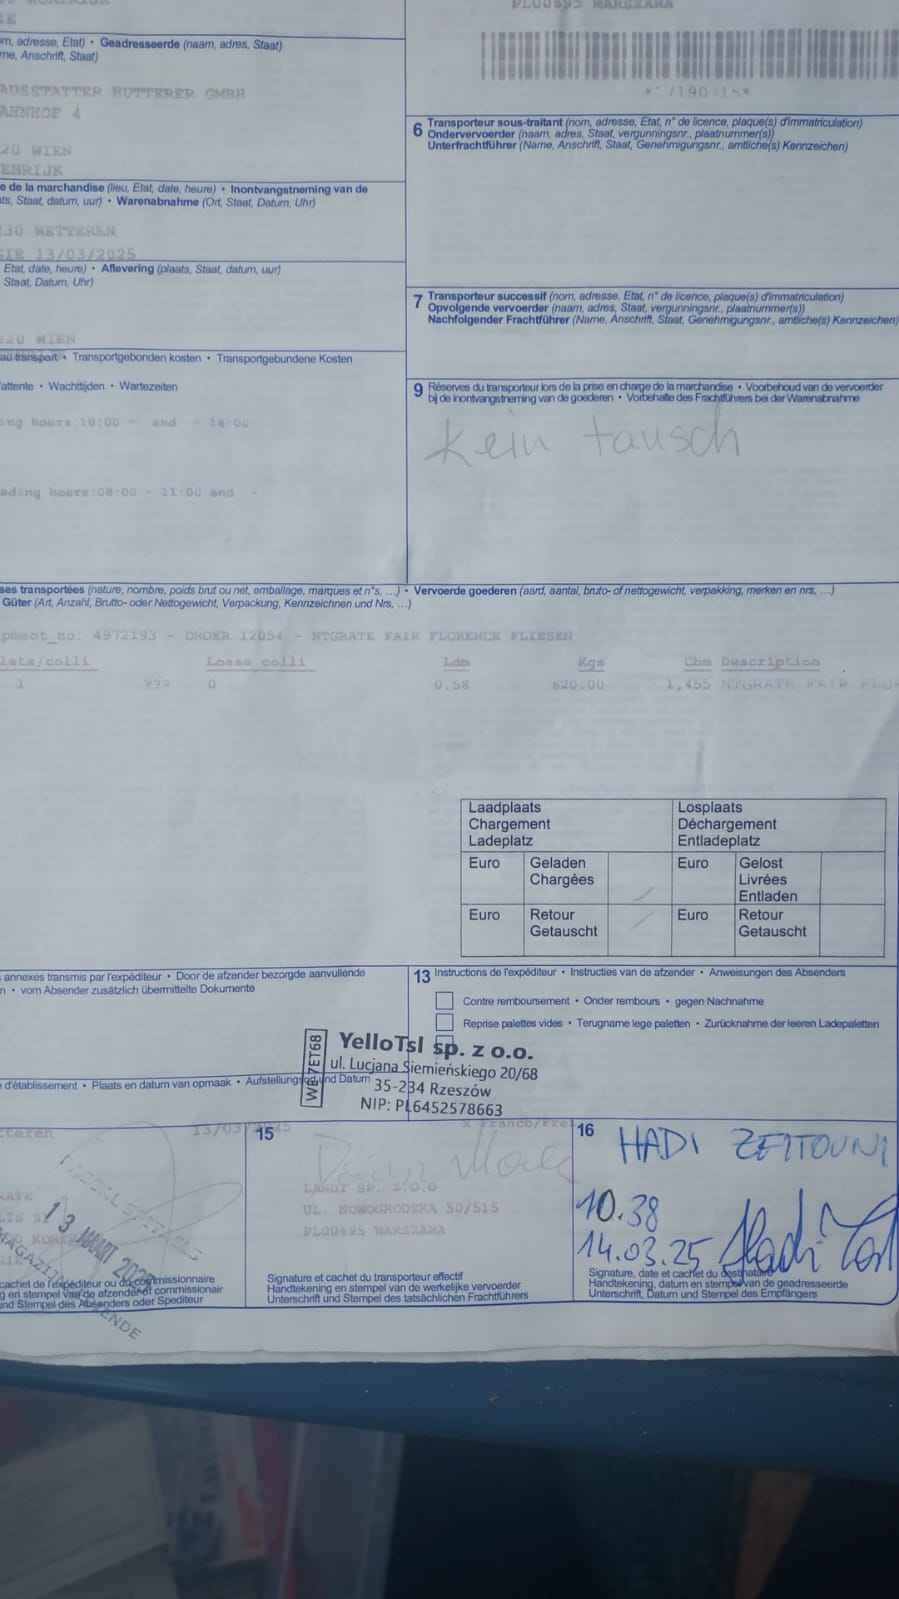 PL00695 WARSZAWA
IE
m, adresse, Etat) • Geadresseerde (naam, adres, Staat)
me, Anschrift, Staat)
AUSSTATTER HUTTERER GMBH
AHNHOF 4
20 WIEN
ENRIJK
6 Transporteur sous-traitant (nom, adresse, Etat, n° de licence, plaque(s) d'immatriculation)
Ondervervoerder (naam, adres, Staat, vergunningsnr., plaatnummer(s))
Unterfrachtführer (Name, Anschrift, Staat, Genehmigungsnr., amtliche(s) Kennzeichen)
e de la marchandise (lieu, Etat, date, heure) • Inontvangstneming van de
ts, Staat, datum, uur) • Warenabnahme (Ort, Staat, Datum, Uhr)
230 WETTEREN
GIE 13/03/2025
Etat, date, heure) • Aflevering (plaats, Staat, datum, uur)
Staat, Datum, Uhr)
220 WIEN
7 Transporteur successif (nom, adresse, Etat, n° de licence, plaque(s) d'immatriculation)
Opvolgende vervoerder (naam, adres, Staat, vergunningsnr., plaatnummer(s))
Nachfolgender Frachtführer (Name, Anschrift, Staat, Genehmigungsnr., amtliche(s) Kennzeichen)
au transport • Transportgebonden kosten • Transportgebundene Kosten
'attente • Wachttijden • Wartezeiten
ing hours:10:00 - and - 16:00
ading hours:08:00 - 11:00 and -
9 Réserves du transporteur lors de la prise en charge de la marchandise • Voorbehoud van de vervoerder
bij de inontvangstneming van de goederen • Vorbehalte des Frachtführers bei der Warenabnahme
kein tausch
ses transportées (nature, nombre, poids brut ou net, emballage, marques et n°s, ...) • Vervoerde goederen (aard, aantal, bruto- of nettogewicht, verpakking, merken en nrs, ...)
Güter (Art, Anzahl, Brutto- oder Nettogewicht, Verpackung, Kennzeichen und Nrs, ...)
pment_no: 4972193 - ORDER 12054 - NTGRATE FAIR FLORENCE FLIESEN
lets/colli Losse colli Ldm Kgs Cbm Description
1 ??? 0 0.58 620.00 1,455 NTGRATE FAIR FLOR
Laadplaats
Chargement
Ladeplatz
Losplaats
Déchargement
Entladeplatz
Euro Geladen
Chargées
Euro Gelost
Livrées
Entladen
Euro Retour
Getauscht
Euro Retour
Getauscht
annexes transmis par l'expéditeur • Door de afzender bezorgde aanvullende
n • vom Absender zusätzlich übermittelte Dokumente
13 Instructions de l'expéditeur • Instructies van de afzender • Anweisungen des Absenders
Contre remboursement • Onder rembours • gegen Nachnahme
Reprise palettes vides • Terugname lege paletten • Zurücknahme der leeren Ladepaletten
WE7ET68
YelloTsl sp. z o.o.
ul. Lucjana Siemieńskiego 20/68
35-234 Rzeszów
NIP: PL6452578663
d'établissement • Plaats en datum van opmaak • Aufstellungsort und Datum
tteren 13/03/2025
15
LANDI SP. Z.O.O
UL. NOWOGRODZKA 50/515
PL00695 WARSZAWA
Signature et cachet du transporteur effectif
Handtekening en stempel van de werkelijke vervoerder
Unterschrift und Stempel des tatsächlichen Frachtführers
16 HADI ZEITOUNI
10.38
14.03.25
Signature, date et cachet du destinataire
Handtekening, datum en stempel van de geadresseerde
Unterschrift, Datum und Stempel des Empfängers
13 MAART 202
cachet de l'expéditeur ou du commissionnaire
g en stempel van de afzender of commissionair
nd Stempel des Absenders oder Spediteur